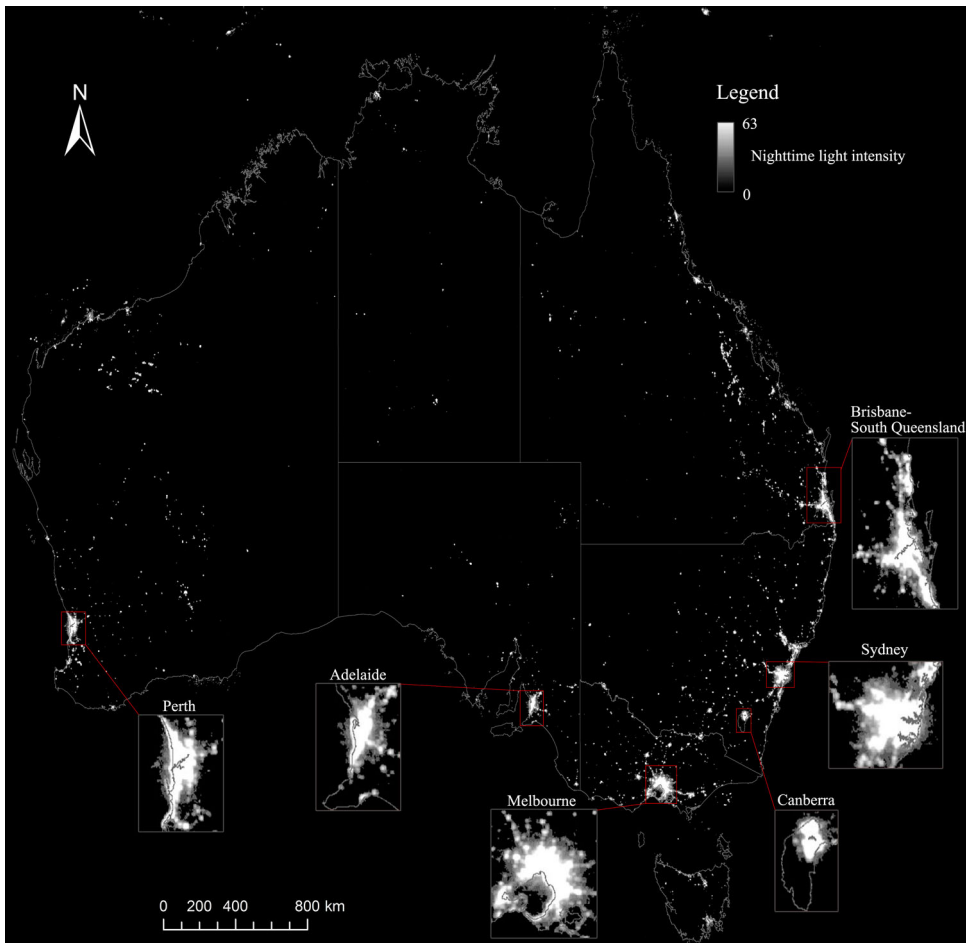 N
Legend
63
Nighttime light intensity
0
Brisbane-
South Queensland
Sydney
Adelaide
Perth
Melbourne
Canberra
0 200 400 800 km